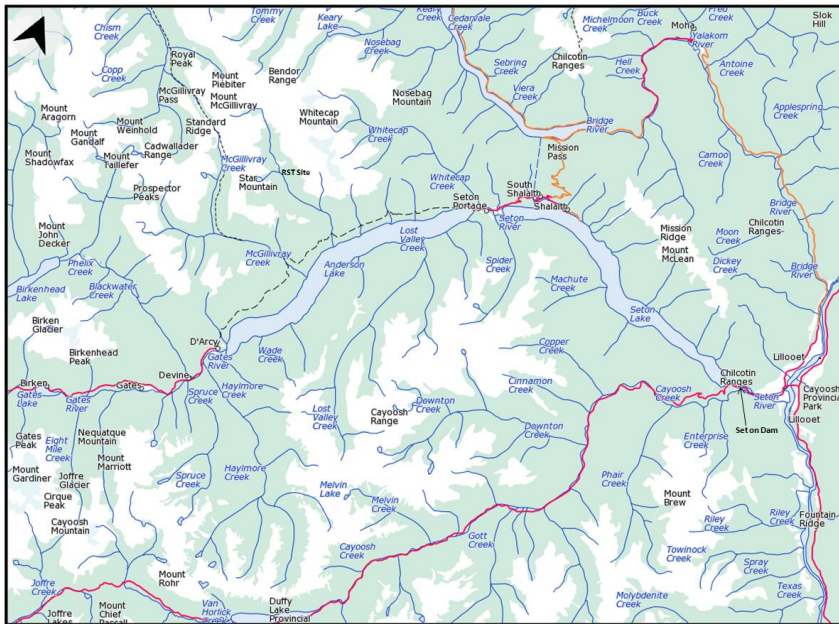 Chism
Creek
Tommy
Creek
Keary
Lake
Kelly
Creek
Cedarvale
Creek
Michelmoon
Creek
Buck
Creek
Fred
Creek
Moha
Slok
Hill
Yalakom
River
Royal
Peak
Nosebag
Creek
Copp
Creek
Mount
Piebiter
Bendor
Range
Sebring
Creek
Chilcotin
Ranges
Hell
Creek
Antoine
Creek
McGillivray
Pass
Mount
McGillivray
Nosebag
Mountain
Viera
Creek
Mount
Aragorn
Mount
Weinhold
Standard
Ridge
Whitecap
Mountain
Applespring
Creek
Mount
Gandalf
Cadwallader
Range
Whitecap
Creek
Bridge
River
Mount
Shadowfax
Mount
Taillefer
McGillivray
Creek
Mission
Pass
Camoo
Creek
Star
Mountain
RST Site
Whitecap
Creek
Prospector
Peaks
South
Shalalth
Seton
Portage
Shalalth
Bridge
River
Mount
John
Decker
Lost
Valley
Creek
Seton
River
Mission
Ridge
Moon
Creek
Chilcotin
Ranges
Mount
McLean
McGillivray
Creek
Anderson
Lake
Spider
Creek
Dickey
Creek
Bridge
River
Phelix
Creek
Blackwater
Creek
Birkenhead
Lake
Machute
Creek
Seton
Lake
Birken
Glacier
D'Arcy
Gates
River
Wade
Creek
Copper
Creek
Birkenhead
Peak
Lillooet
Devine
Chilcotin
Ranges
Birken
Gates
Spruce
Creek
Haylmore
Creek
Cinnamon
Creek
Cayoosh
Creek
Seton
River
Cayoosh
Provincial
Park
Gates
Lake
Gates
River
Lost
Valley
Creek
Cayoosh
Range
Downton
Creek
Lillooet
Seton Dam
Gates
Peak
Eight
Mile
Creek
Nequatque
Mountain
Downton
Creek
Enterprise
Creek
Mount
Gardiner
Joffre
Glacier
Mount
Marriott
Spruce
Creek
Haylmore
Creek
Melvin
Lake
Phair
Creek
Cirque
Peak
Melvin
Creek
Mount
Brew
Cayoosh
Mountain
Gott
Creek
Riley
Creek
Riley
Creek
Fountain
Ridge
Cayoosh
Creek
Towinock
Creek
Spray
Creek
Mount
Rohr
Joffre
Creek
Texas
Creek
Molybdenite
Creek
Joffre
Lakes
Mount
Chief
Van
Horlick
Creek
Duffy
Lake
Provincial